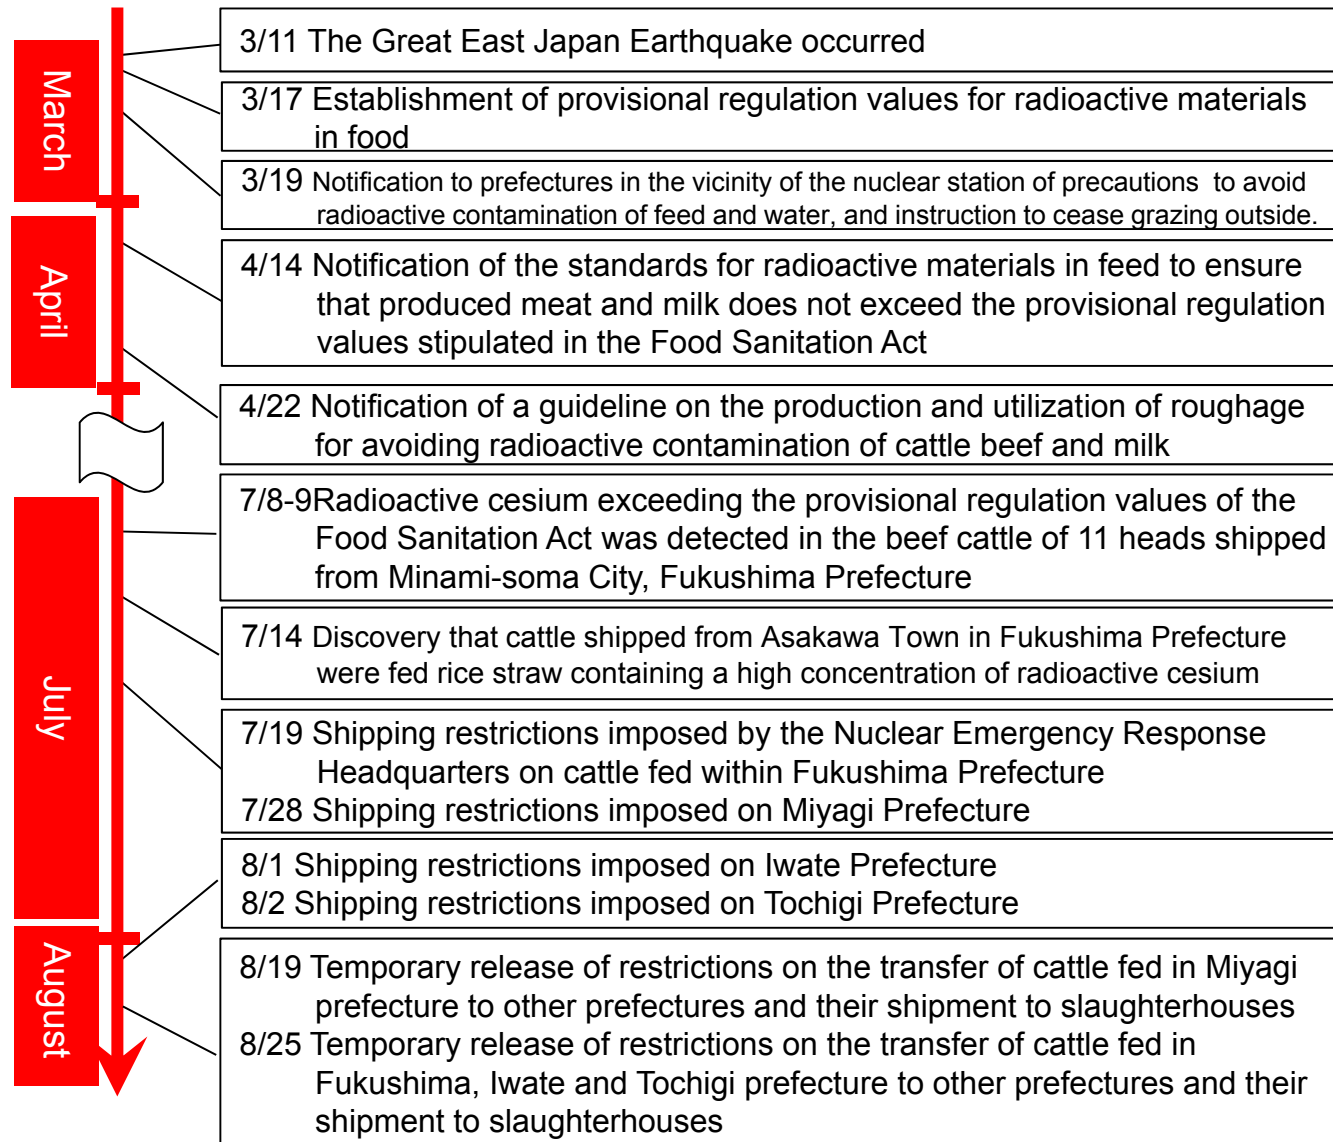 March
3/11 The Great East Japan Earthquake occurred
3/17 Establishment of provisional regulation values for radioactive materials
in food
3/19 Notification to prefectures in the vicinity of the nuclear station of precautions to avoid
radioactive contamination of feed and water, and instruction to cease grazing outside.
April
4/14 Notification of the standards for radioactive materials in feed to ensure
that produced meat and milk does not exceed the provisional regulation
values stipulated in the Food Sanitation Act
4/22 Notification of a guideline on the production and utilization of roughage
for avoiding radioactive contamination of cattle beef and milk
July
7/8-9Radioactive cesium exceeding the provisional regulation values of the
Food Sanitation Act was detected in the beef cattle of 11 heads shipped
from Minami-soma City, Fukushima Prefecture
7/14 Discovery that cattle shipped from Asakawa Town in Fukushima Prefecture
were fed rice straw containing a high concentration of radioactive cesium
7/19 Shipping restrictions imposed by the Nuclear Emergency Response
Headquarters on cattle fed within Fukushima Prefecture
7/28 Shipping restrictions imposed on Miyagi Prefecture
August
8/1 Shipping restrictions imposed on Iwate Prefecture
8/2 Shipping restrictions imposed on Tochigi Prefecture
8/19 Temporary release of restrictions on the transfer of cattle fed in Miyagi
prefecture to other prefectures and their shipment to slaughterhouses
8/25 Temporary release of restrictions on the transfer of cattle fed in
Fukushima, Iwate and Tochigi prefecture to other prefectures and their
shipment to slaughterhouses